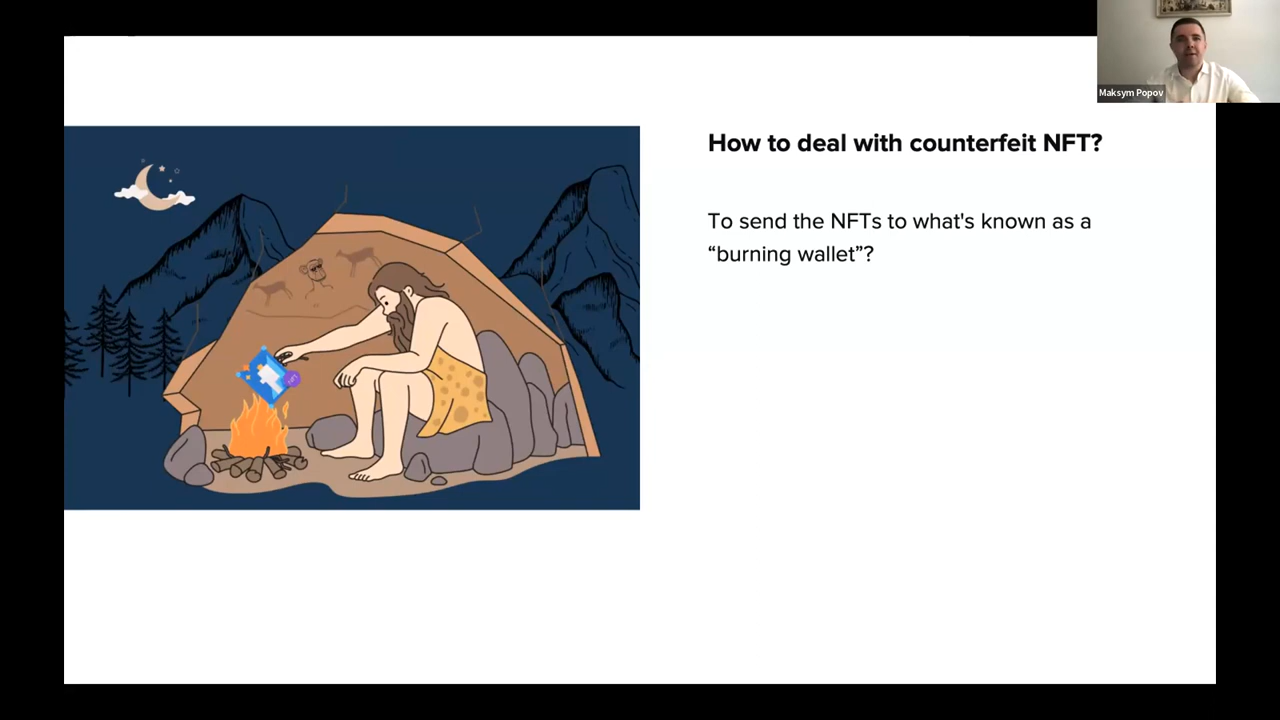 Maksym Popov
How to deal with counterfeit NFT?
To send the NFTs to what's known as a
“burning wallet”?